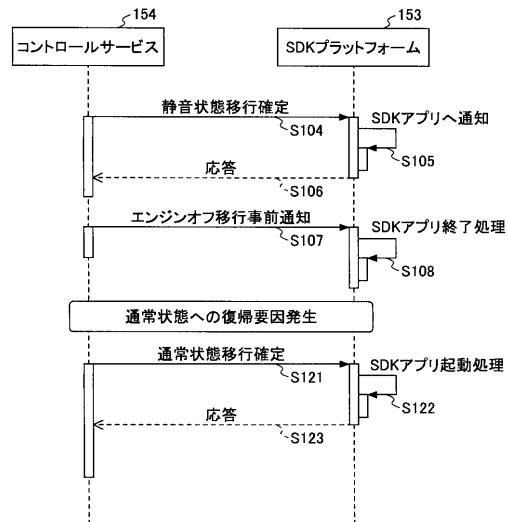 154
153
コントロールサービス
SDKプラットフォーム
静音状態移行確定
SDKアプリへ通知
S104
S105
応答
S106
エンジンオフ移行事前通知
SDKアプリ終了処理
S107
S108
通常状態への復帰要因発生
通常状態移行確定
SDKアプリ起動処理
S121
S122
応答
S123